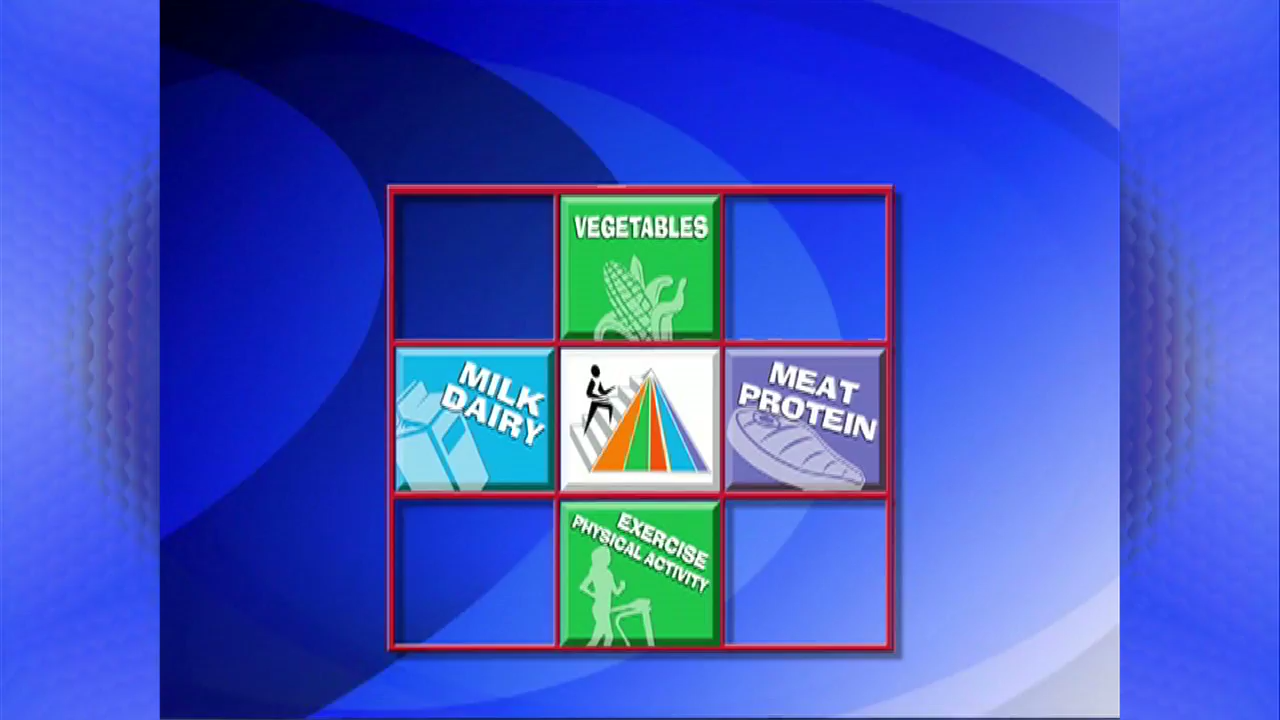 VEGETABLES
MILK
DAIRY
MEAT
PROTEIN
EXERCISE
PHYSICAL ACTIVITY